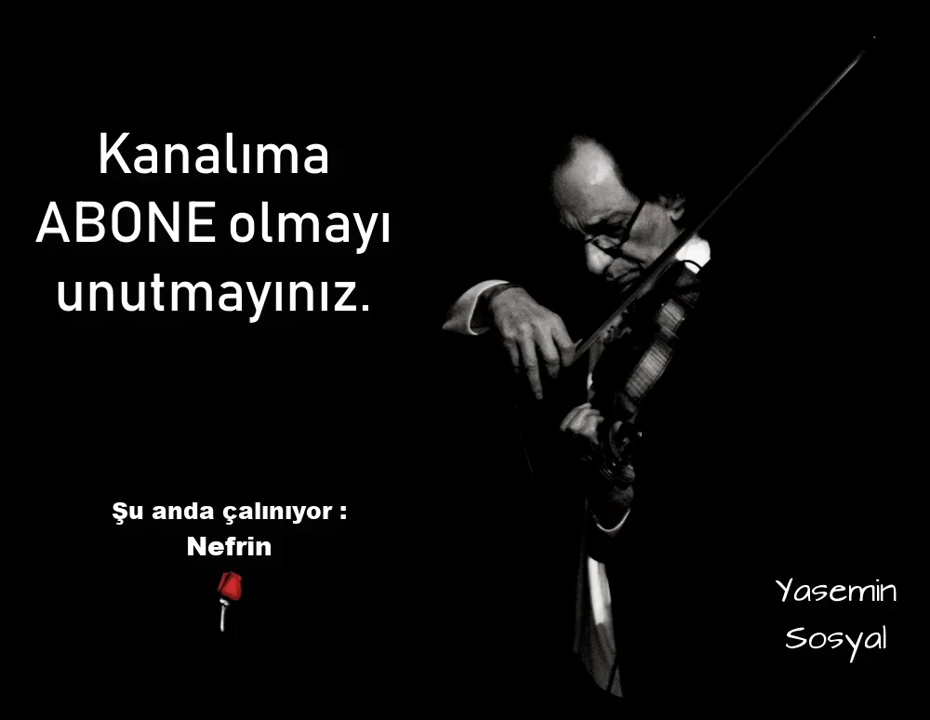 Kanalıma
ABONE olmayı
unutmayınız.
Şu anda çalınıyor :
Nefrin
Yasemin
Sosyal